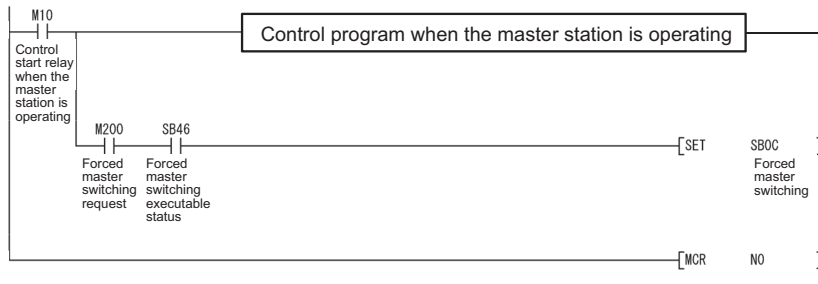 M10
Control program when the master station is operating
Control
start relay
when the
master
station is
operating
M200 SB46
SET SB0C
Forced
master
switching
request
Forced
master
switching
executable
status
Forced
master
switching
MCR N0